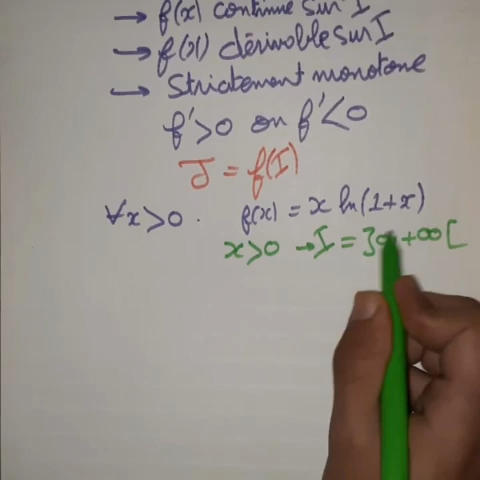 → f(x) continue sur I
→ f(x) dérivable sur I
→ Strictement monotone
f'>0 ou f'<0
J = f(I)
∀x>0. f(x) = x ln(1+x)
x>0 → I = ]0 +∞[